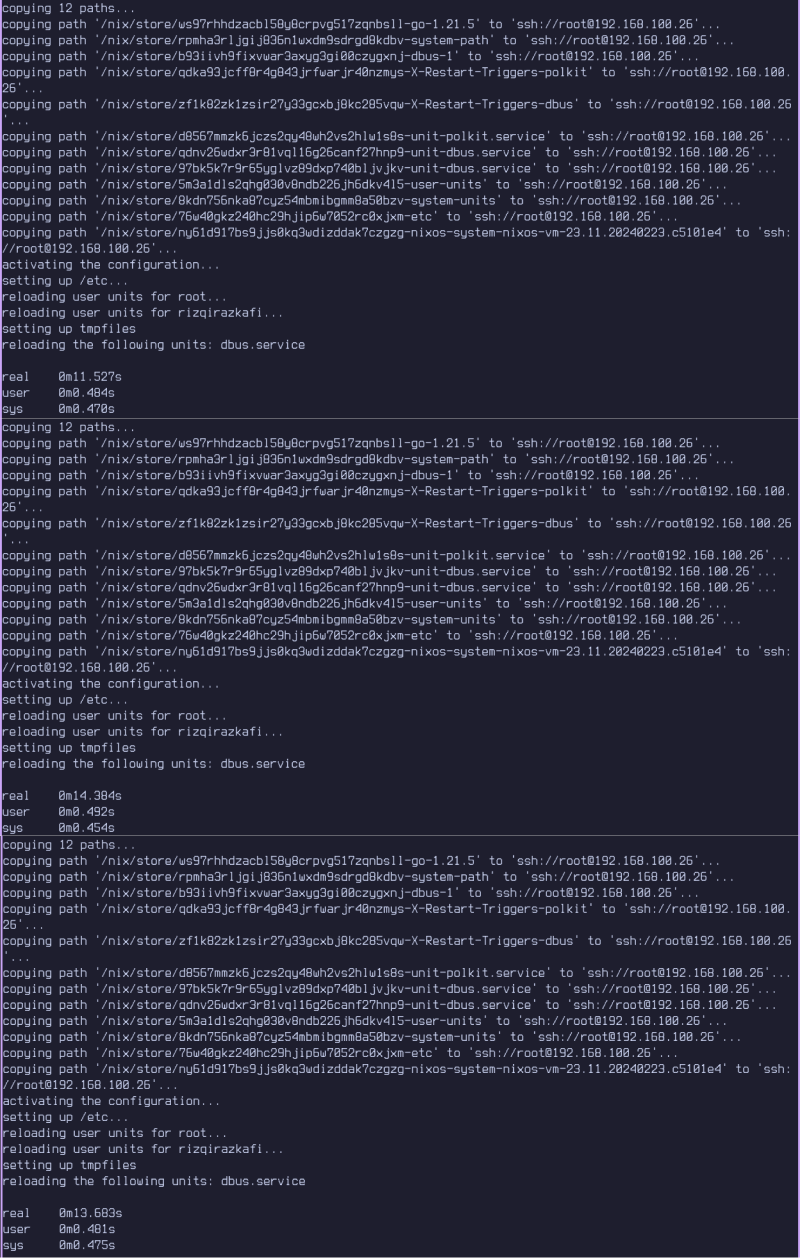 copying 12 paths...
copying path '/nix/store/ws97rhhdzacbl58y8crpvg517zqnbsll-go-1.21.5' to 'ssh://root@192.168.100.26'...
copying path '/nix/store/rpmha3rljgij836n1wxdm9sdrgd8kdbv-system-path' to 'ssh://root@192.168.100.26'...
copying path '/nix/store/b93iivh9fixvwar3axyg3gi00czygxnj-dbus-1' to 'ssh://root@192.168.100.26'...
copying path '/nix/store/qdka93jcff8r4g843jrfwarjr40nzmys-X-Restart-Triggers-polkit' to 'ssh://root@192.168.100.
26'...
copying path '/nix/store/zf1k82zk1zsir27y33gcxbj8kc285vqw-X-Restart-Triggers-dbus' to 'ssh://root@192.168.100.26
'...
copying path '/nix/store/d8567mmzk6jczs2qy48wh2vs2hlw1s8s-unit-polkit.service' to 'ssh://root@192.168.100.26'...
copying path '/nix/store/qdnv26wdxr3r81vql16g26canf27hnp9-unit-dbus.service' to 'ssh://root@192.168.100.26'...
copying path '/nix/store/97bk5k7r9r65yglvz89dxp740bljvjkv-unit-dbus.service' to 'ssh://root@192.168.100.26'...
copying path '/nix/store/5m3a1dls2qhg030v8ndb226jh6dkv4l5-user-units' to 'ssh://root@192.168.100.26'...
copying path '/nix/store/8kdn756nka87cyz54mbmibgmm8a50bzv-system-units' to 'ssh://root@192.168.100.26'...
copying path '/nix/store/76w40gkz240hc29hjip6w7052rc0xjxm-etc' to 'ssh://root@192.168.100.26'...
copying path '/nix/store/ny61d917bs9jjs0kq3wdizddak7czgzg-nixos-system-nixos-vm-23.11.20240223.c5101e4' to 'ssh:
//root@192.168.100.26'...
activating the configuration...
setting up /etc...
reloading user units for root...
reloading user units for rizqirazkafi...
setting up tmpfiles
reloading the following units: dbus.service
real 0m11.527s
user 0m0.484s
sys 0m0.470s
copying 12 paths...
copying path '/nix/store/ws97rhhdzacbl58y8crpvg517zqnbsll-go-1.21.5' to 'ssh://root@192.168.100.26'...
copying path '/nix/store/rpmha3rljgij836n1wxdm9sdrgd8kdbv-system-path' to 'ssh://root@192.168.100.26'...
copying path '/nix/store/b93iivh9fixvwar3axyg3gi00czygxnj-dbus-1' to 'ssh://root@192.168.100.26'...
copying path '/nix/store/qdka93jcff8r4g843jrfwarjr40nzmys-X-Restart-Triggers-polkit' to 'ssh://root@192.168.100.
26'...
copying path '/nix/store/zf1k82zk1zsir27y33gcxbj8kc285vqw-X-Restart-Triggers-dbus' to 'ssh://root@192.168.100.26
'...
copying path '/nix/store/d8567mmzk6jczs2qy48wh2vs2hlw1s8s-unit-polkit.service' to 'ssh://root@192.168.100.26'...
copying path '/nix/store/97bk5k7r9r65yglvz89dxp740bljvjkv-unit-dbus.service' to 'ssh://root@192.168.100.26'...
copying path '/nix/store/qdnv26wdxr3r81vql16g26canf27hnp9-unit-dbus.service' to 'ssh://root@192.168.100.26'...
copying path '/nix/store/5m3a1dls2qhg030v8ndb226jh6dkv4l5-user-units' to 'ssh://root@192.168.100.26'...
copying path '/nix/store/8kdn756nka87cyz54mbmibgmm8a50bzv-system-units' to 'ssh://root@192.168.100.26'...
copying path '/nix/store/76w40gkz240hc29hjip6w7052rc0xjxm-etc' to 'ssh://root@192.168.100.26'...
copying path '/nix/store/ny61d917bs9jjs0kq3wdizddak7czgzg-nixos-system-nixos-vm-23.11.20240223.c5101e4' to 'ssh:
//root@192.168.100.26'...
activating the configuration...
setting up /etc...
reloading user units for root...
reloading user units for rizqirazkafi...
setting up tmpfiles
reloading the following units: dbus.service
real 0m14.384s
user 0m0.492s
sys 0m0.454s
copying 12 paths...
copying path '/nix/store/ws97rhhdzacbl58y8crpvg517zqnbsll-go-1.21.5' to 'ssh://root@192.168.100.26'...
copying path '/nix/store/rpmha3rljgij836n1wxdm9sdrgd8kdbv-system-path' to 'ssh://root@192.168.100.26'...
copying path '/nix/store/b93iivh9fixvwar3axyg3gi00czygxnj-dbus-1' to 'ssh://root@192.168.100.26'...
copying path '/nix/store/qdka93jcff8r4g843jrfwarjr40nzmys-X-Restart-Triggers-polkit' to 'ssh://root@192.168.100.
26'...
copying path '/nix/store/zf1k82zk1zsir27y33gcxbj8kc285vqw-X-Restart-Triggers-dbus' to 'ssh://root@192.168.100.26
'...
copying path '/nix/store/d8567mmzk6jczs2qy48wh2vs2hlw1s8s-unit-polkit.service' to 'ssh://root@192.168.100.26'...
copying path '/nix/store/97bk5k7r9r65yglvz89dxp740bljvjkv-unit-dbus.service' to 'ssh://root@192.168.100.26'...
copying path '/nix/store/qdnv26wdxr3r81vql16g26canf27hnp9-unit-dbus.service' to 'ssh://root@192.168.100.26'...
copying path '/nix/store/5m3a1dls2qhg030v8ndb226jh6dkv4l5-user-units' to 'ssh://root@192.168.100.26'...
copying path '/nix/store/8kdn756nka87cyz54mbmibgmm8a50bzv-system-units' to 'ssh://root@192.168.100.26'...
copying path '/nix/store/76w40gkz240hc29hjip6w7052rc0xjxm-etc' to 'ssh://root@192.168.100.26'...
copying path '/nix/store/ny61d917bs9jjs0kq3wdizddak7czgzg-nixos-system-nixos-vm-23.11.20240223.c5101e4' to 'ssh:
//root@192.168.100.26'...
activating the configuration...
setting up /etc...
reloading user units for root...
reloading user units for rizqirazkafi...
setting up tmpfiles
reloading the following units: dbus.service
real 0m13.683s
user 0m0.481s
sys 0m0.475s